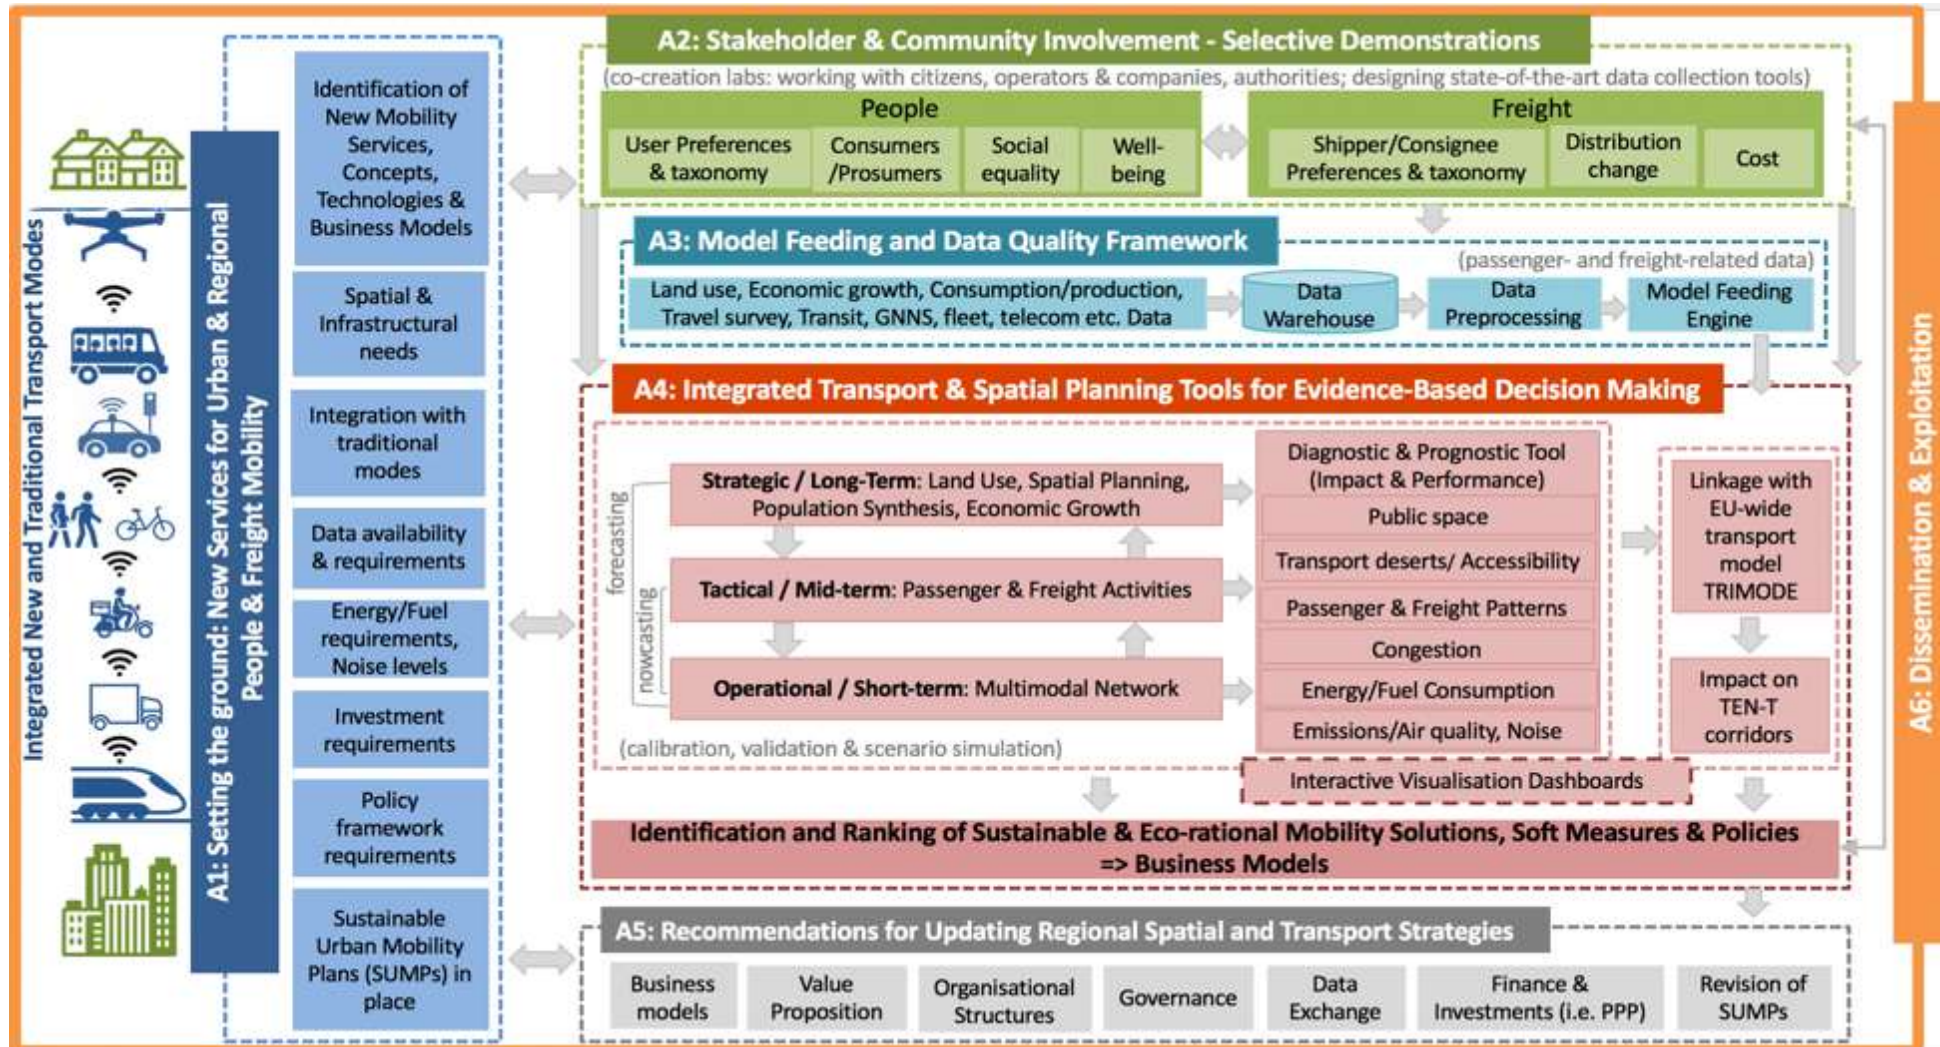 Integrated New and Traditional Transport Modes
A1: Setting the ground: New Services for Urban & Regional
People & Freight Mobility
Identification of
New Mobility
Services,
Concepts,
Technologies &
Business Models
Spatial &
Infrastructural
needs
Integration with
traditional
modes
Data availability
& requirements
Energy/Fuel
requirements,
Noise levels
Investment
requirements
Policy
framework
requirements
Sustainable
Urban Mobility
Plans (SUMPs) in
place
A2: Stakeholder & Community Involvement - Selective Demonstrations
(co-creation labs: working with citizens, operators & companies, authorities; designing state-of-the-art data collection tools)
People
User Preferences
& taxonomy
Consumers
/Prosumers
Social
equality
Well-
being
Freight
Shipper/Consignee
Preferences & taxonomy
Distribution
change
Cost
A3: Model Feeding and Data Quality Framework
(passenger- and freight-related data)
Land use, Economic growth, Consumption/production,
Travel survey, Transit, GNNS, fleet, telecom etc. Data
Data
Warehouse
Data
Preprocessing
Model Feeding
Engine
A4: Integrated Transport & Spatial Planning Tools for Evidence-Based Decision Making
forecasting
nowcasting
Strategic / Long-Term: Land Use, Spatial Planning,
Population Synthesis, Economic Growth
Tactical / Mid-term: Passenger & Freight Activities
Operational / Short-term: Multimodal Network
(calibration, validation & scenario simulation)
Diagnostic & Prognostic Tool
(Impact & Performance)
Public space
Transport deserts/ Accessibility
Passenger & Freight Patterns
Congestion
Energy/Fuel Consumption
Emissions/Air quality, Noise
Interactive Visualisation Dashboards
Linkage with
EU-wide
transport
model
TRIMODE
Impact on
TEN-T
corridors
Identification and Ranking of Sustainable & Eco-rational Mobility Solutions, Soft Measures & Policies
=> Business Models
A5: Recommendations for Updating Regional Spatial and Transport Strategies
Business
models
Value
Proposition
Organisational
Structures
Governance
Data
Exchange
Finance &
Investments (i.e. PPP)
Revision of
SUMPs
A6: Dissemination & Exploitation